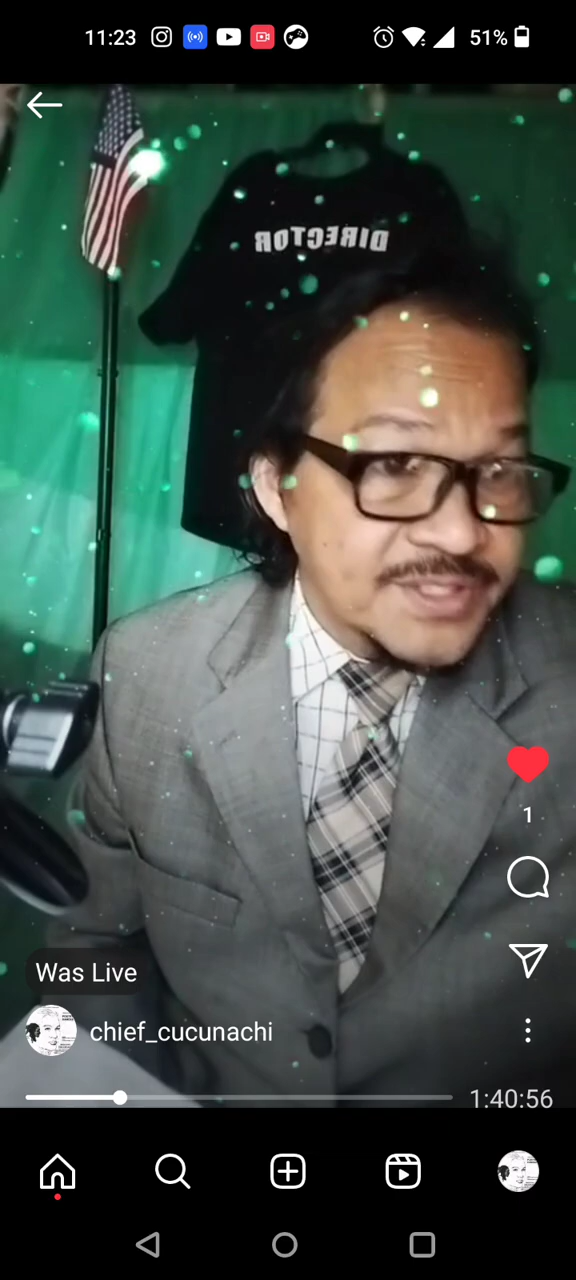 11:23
51%
DIRECTOR
Was Live
chief_cucunachi
1
1:40:56